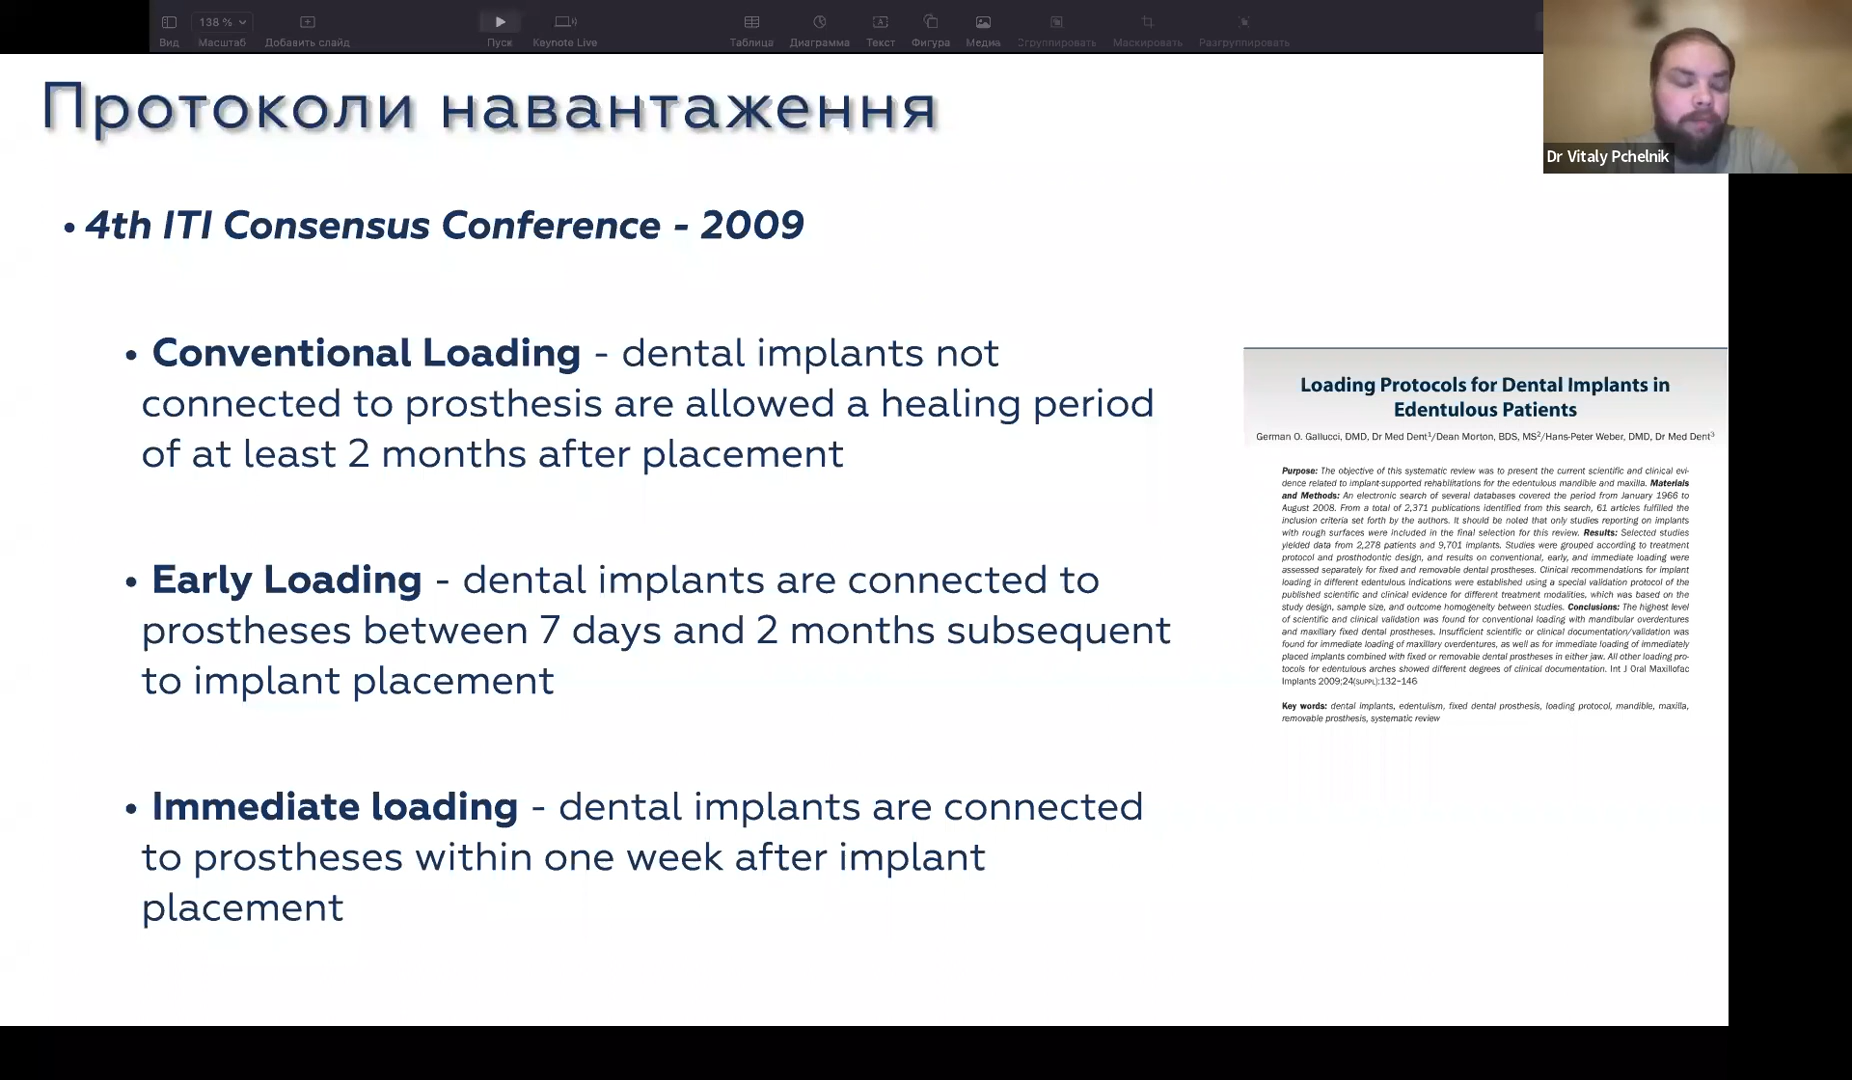 138 %
Вид
Масштаб
Добавить слайд
Пуск
Keynote Live
Таблица
Диаграмма
Текст
Фигура
Медиа
Сгруппировать
Маскировать
Разгруппировать
Dr Vitaly Pchelnik
Протоколи навантаження
• 4th ITI Consensus Conference - 2009
• Conventional Loading - dental implants not
connected to prosthesis are allowed a healing period
of at least 2 months after placement
• Early Loading - dental implants are connected to
prostheses between 7 days and 2 months subsequent
to implant placement
• Immediate loading - dental implants are connected
to prostheses within one week after implant
placement
Loading Protocols for Dental Implants in
Edentulous Patients
German O. Gallucci, DMD, Dr Med Dent¹/Dean Morton, BDS, MS²/Hans-Peter Weber, DMD, Dr Med Dent³
Purpose: The objective of this systematic review was to present the current scientific and clinical evi-
dence related to implant-supported rehabilitations for the edentulous mandible and maxilla. Materials
and Methods: An electronic search of several databases covered the period from January 1966 to
August 2008. From a total of 2,371 publications identified from this search, 61 articles fulfilled the
inclusion criteria set forth by the authors. It should be noted that only studies reporting on implants
with rough surfaces were included in the final selection for this review. Results: Selected studies
yielded data from 2,278 patients and 9,701 implants. Studies were grouped according to treatment
protocol and prosthodontic design, and results on conventional, early, and immediate loading were
assessed separately for fixed and removable dental prostheses. Clinical recommendations for implant
loading in different edentulous indications were established using a special validation protocol of the
published scientific and clinical evidence for different treatment modalities, which was based on the
study design, sample size, and outcome homogeneity between studies. Conclusions: The highest level
of scientific and clinical validation was found for conventional loading with mandibular overdentures
and maxillary fixed dental prostheses. Insufficient scientific or clinical documentation/validation was
found for immediate loading of maxillary overdentures, as well as for immediate loading of immediately
placed implants combined with fixed or removable dental prostheses in either jaw. All other loading pro-
tocols for edentulous arches showed different degrees of clinical documentation. Int J Oral Maxillofac
Implants 2009;24(SUPPL):132–146
Key words: dental implants, edentulism, fixed dental prosthesis, loading protocol, mandible, maxilla,
removable prosthesis, systematic review